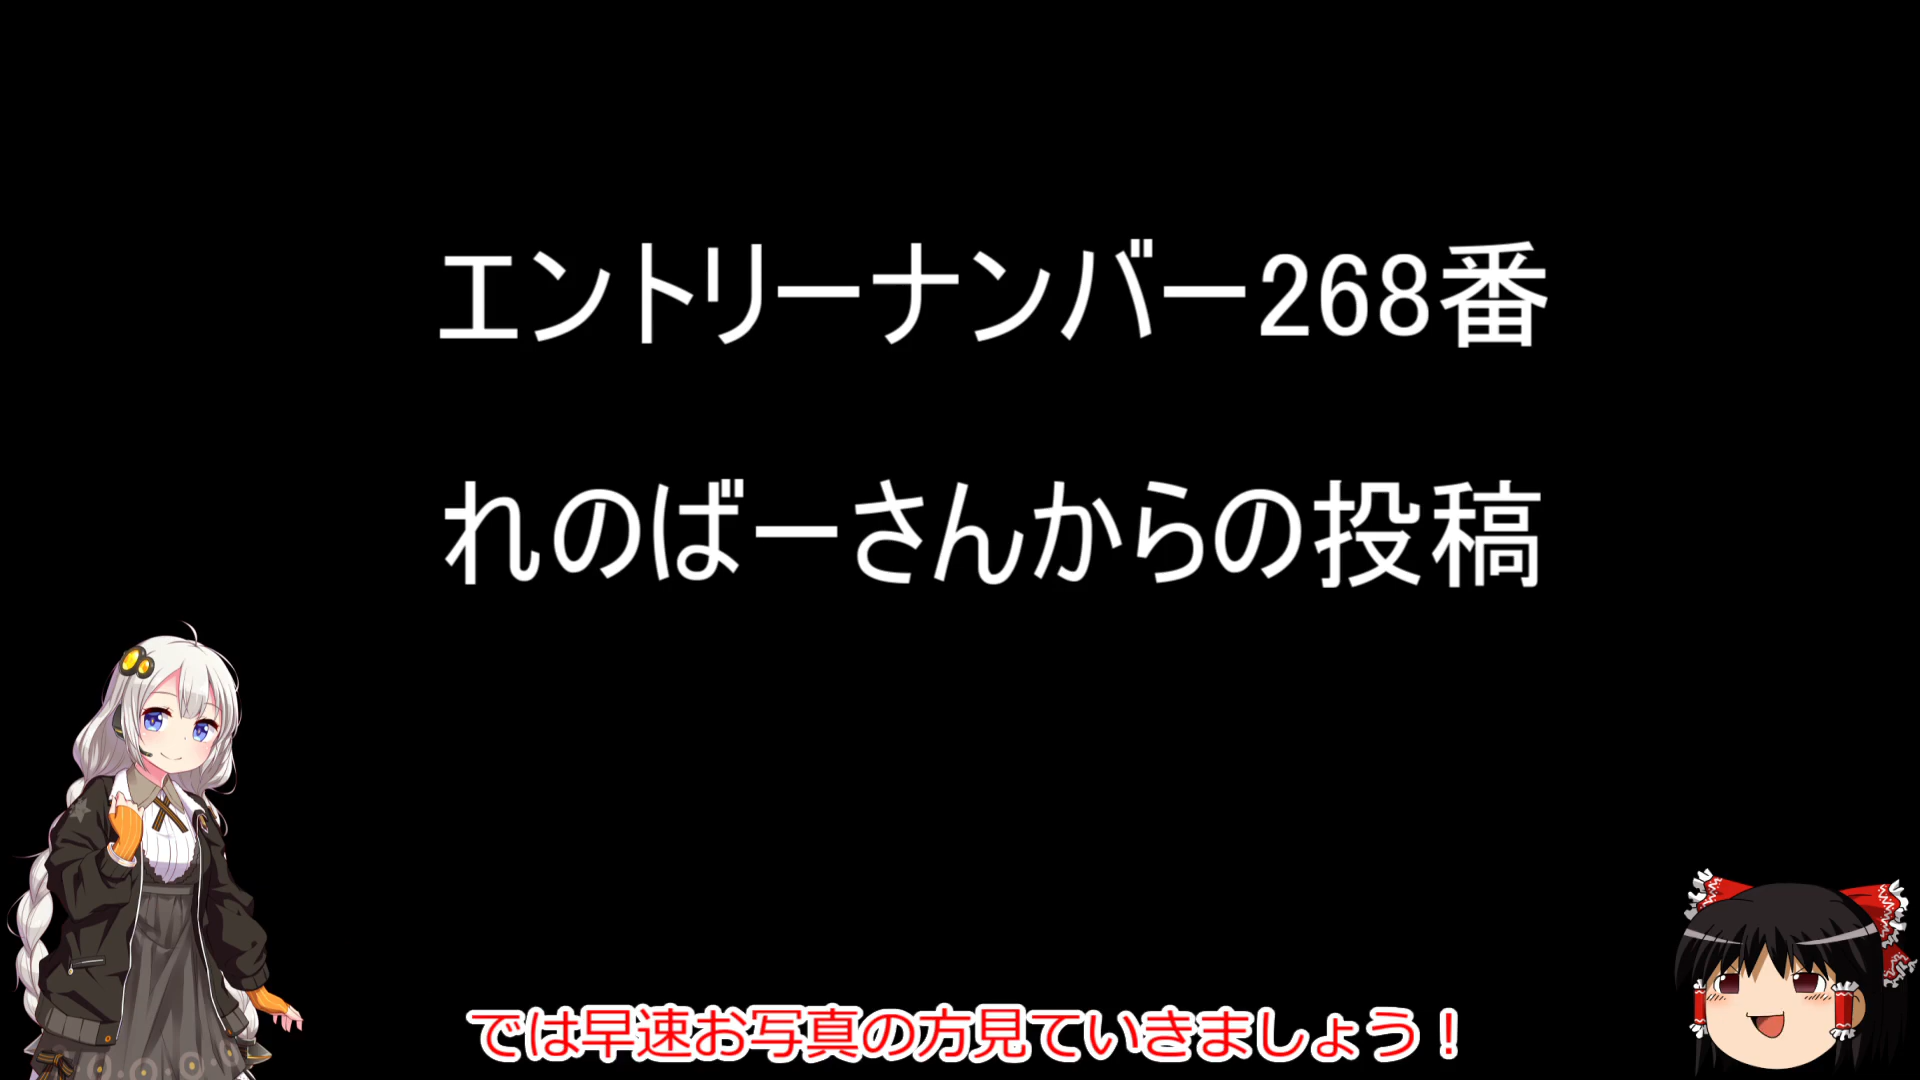 エントリーナンバー268番
れのばーさんからの投稿
では早速お写真の方見ていきましょう！